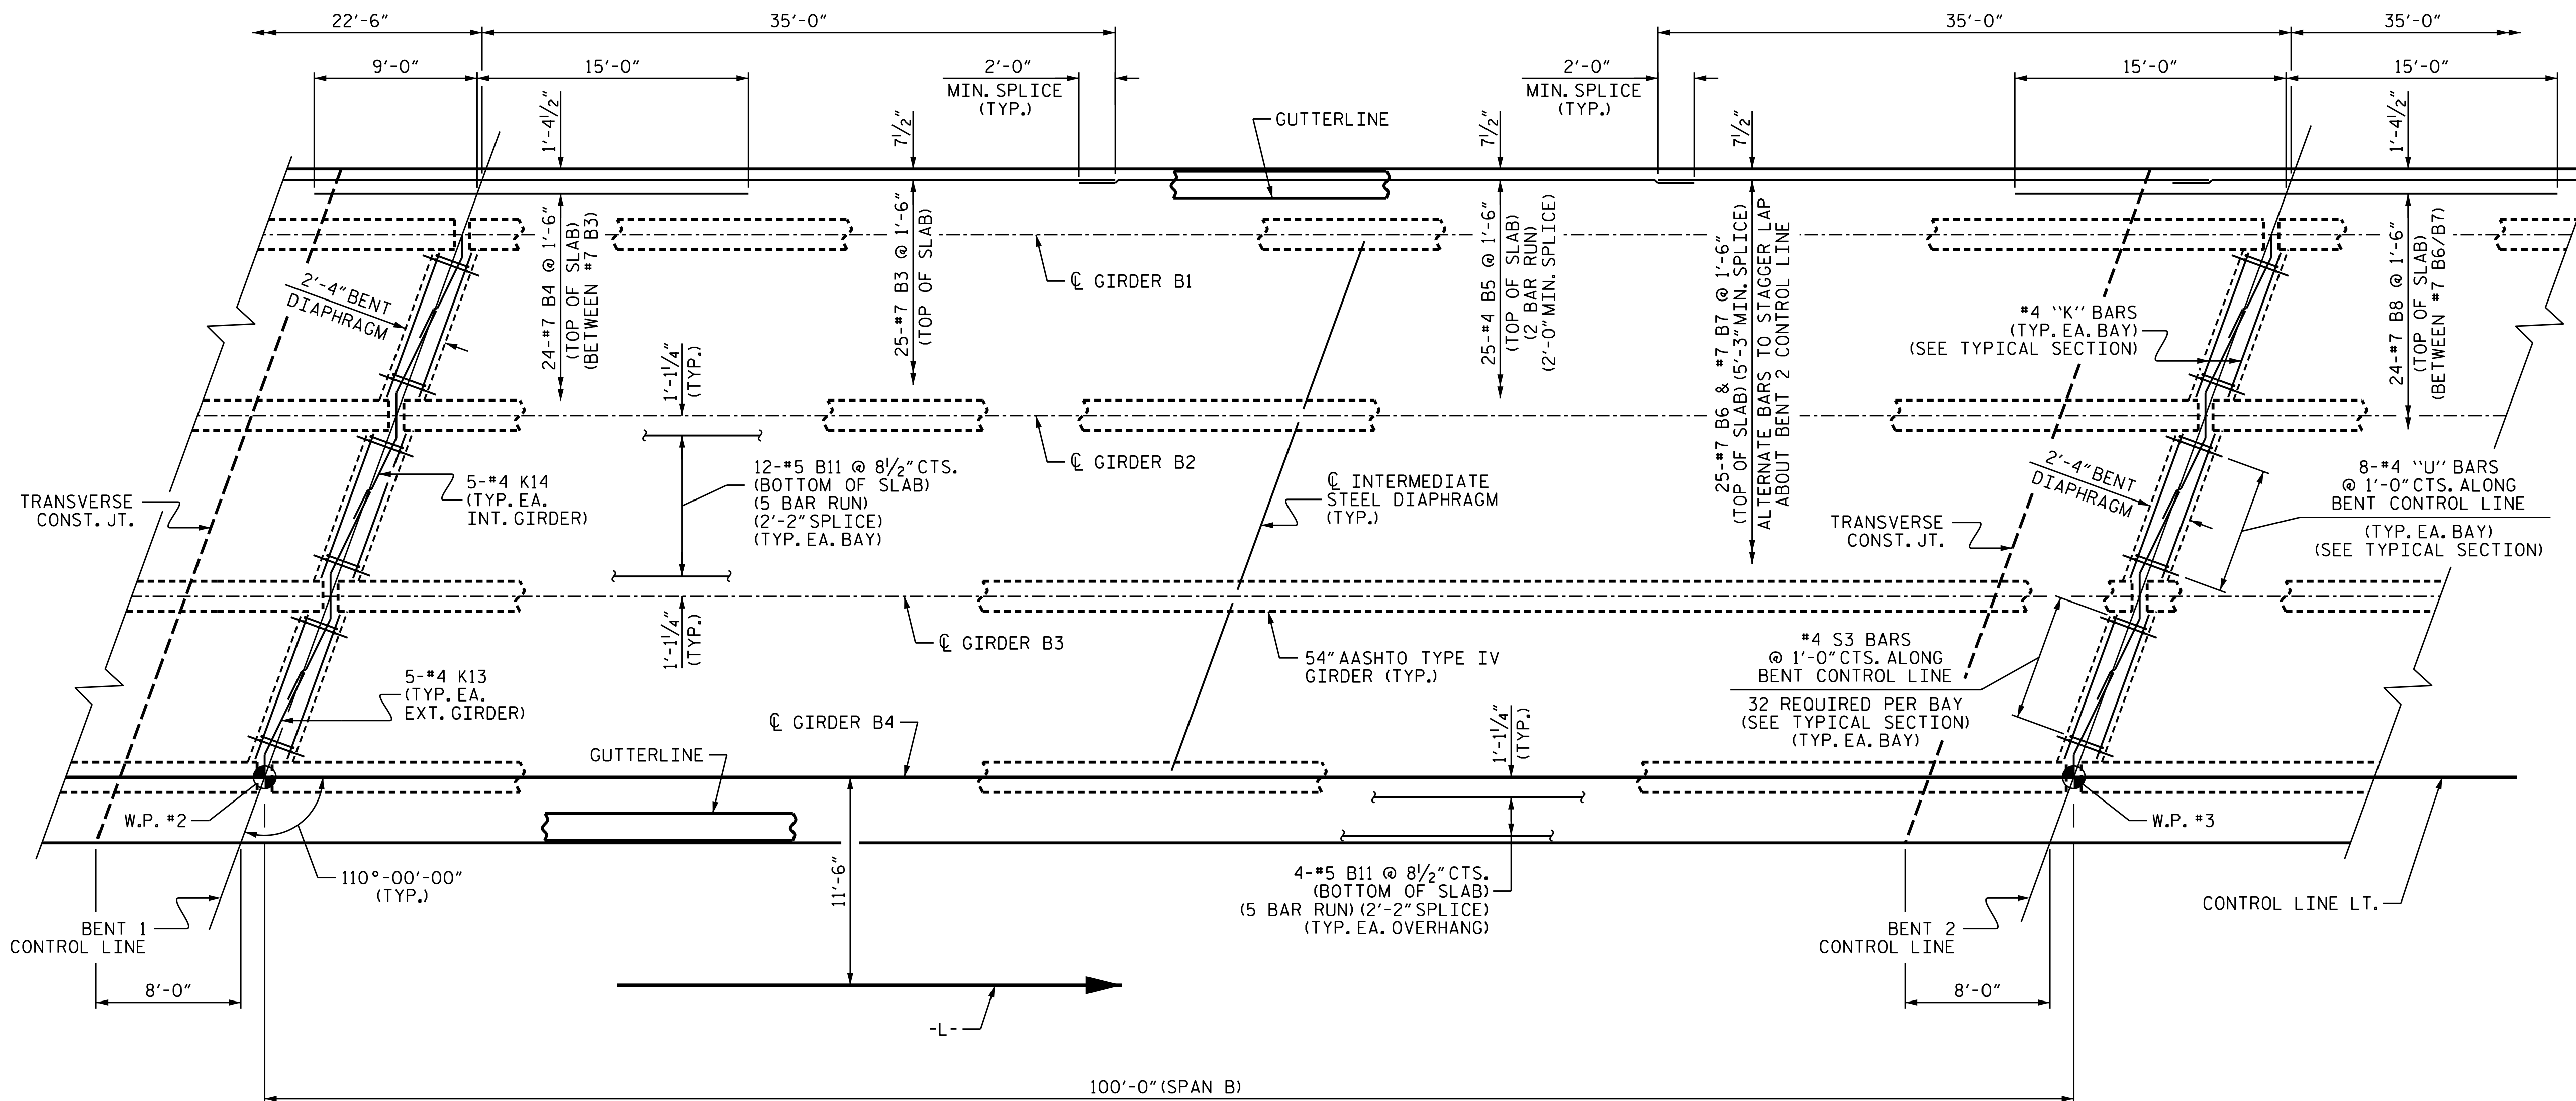 22'-6"
35'-0"
35'-0"
35'-0"
9'-0"
15'-0"
2'-0"
MIN. SPLICE
(TYP.)
2'-0"
MIN. SPLICE
(TYP.)
15'-0"
15'-0"
1'-4½"
7½"
7½"
7½"
1'-4½"
GUTTERLINE
24-#7 B4 @ 1'-6"
(TOP OF SLAB)
(BETWEEN #7 B3)
25-#7 B3 @ 1'-6"
(TOP OF SLAB)
25-#4 B5 @ 1'-6"
(TOP OF SLAB)
(2 BAR RUN)
(2'-0" MIN. SPLICE)
25-#7 B6 & #7 B7 @ 1'-6"
(TOP OF SLAB) (5'-3" MIN. SPLICE)
ALTERNATE BARS TO STAGGER LAP
ABOUT BENT 2 CONTROL LINE
24-#7 B8 @ 1'-6"
(TOP OF SLAB)
(BETWEEN #7 B6/B7)
2'-4" BENT
DIAPHRAGM
℄ GIRDER B1
#4 "K" BARS
(TYP. EA. BAY)
(SEE TYPICAL SECTION)
1'-1¼"
(TYP.)
℄ GIRDER B2
5-#4 K14
(TYP. EA.
INT. GIRDER)
12-#5 B11 @ 8½" CTS.
(BOTTOM OF SLAB)
(5 BAR RUN)
(2'-2" SPLICE)
(TYP. EA. BAY)
℄ INTERMEDIATE
STEEL DIAPHRAGM
(TYP.)
2'-4" BENT
DIAPHRAGM
8-#4 "U" BARS
@ 1'-0" CTS. ALONG
BENT CONTROL LINE
(TYP. EA. BAY)
(SEE TYPICAL SECTION)
TRANSVERSE
CONST. JT.
TRANSVERSE
CONST. JT.
1'-1¼"
(TYP.)
℄ GIRDER B3
54" AASHTO TYPE IV
GIRDER (TYP.)
#4 S3 BARS
@ 1'-0" CTS. ALONG
BENT CONTROL LINE
32 REQUIRED PER BAY
(SEE TYPICAL SECTION)
(TYP. EA. BAY)
5-#4 K13
(TYP. EA.
EXT. GIRDER)
℄ GIRDER B4
GUTTERLINE
1'-1¼"
(TYP.)
W.P. #2
W.P. #3
110°-00'-00"
(TYP.)
11'-6"
4-#5 B11 @ 8½" CTS.
(BOTTOM OF SLAB)
(5 BAR RUN) (2'-2" SPLICE)
(TYP. EA. OVERHANG)
CONTROL LINE LT.
BENT 1
CONTROL LINE
BENT 2
CONTROL LINE
8'-0"
8'-0"
-L-
100'-0" (SPAN B)